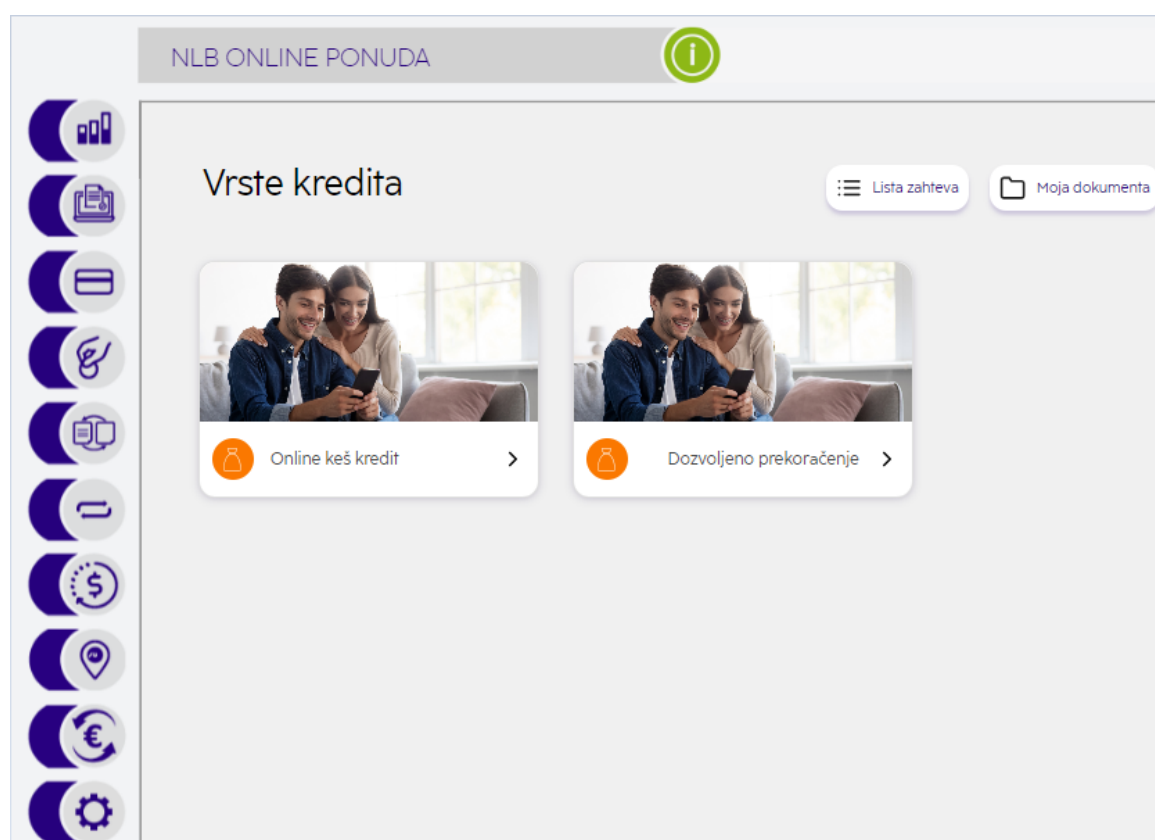 NLB ONLINE PONUDA
Vrste kredita
Lista zahteva
Moja dokumenta
Online keš kredit
Dozvoljeno prekoračenje